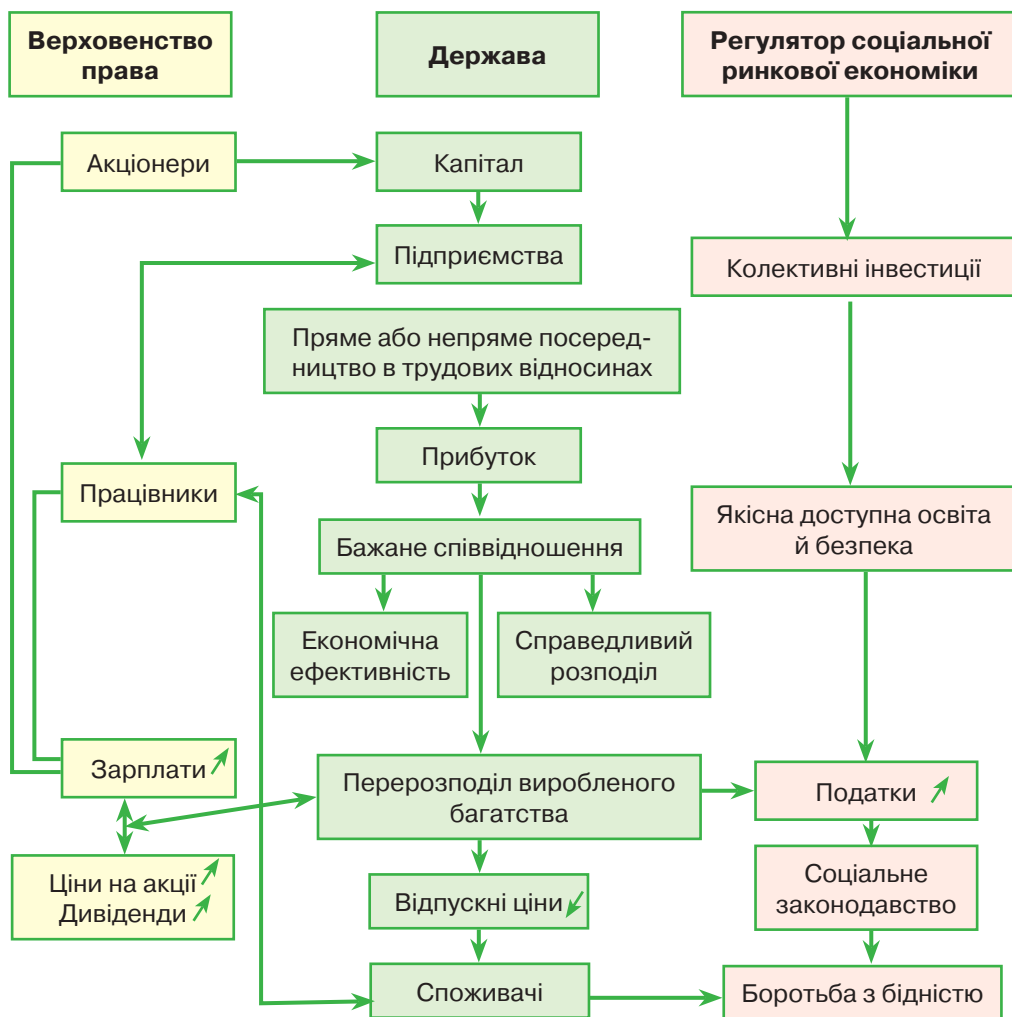 Верховенство
права
Держава
Регулятор соціальної
ринкової економіки
Акціонери
Капітал
Підприємства
Колективні інвестиції
Пряме або непряме посеред-
ництво в трудових відносинах
Прибуток
Працівники
Якісна доступна освіта
й безпека
Бажане співвідношення
Економічна
ефективність
Справедливий
розподіл
Зарплати
Перерозподіл виробленого
багатства
Податки
Ціни на акції
Дивіденди
Відпускні ціни
Соціальне
законодавство
Споживачі
Боротьба з бідністю